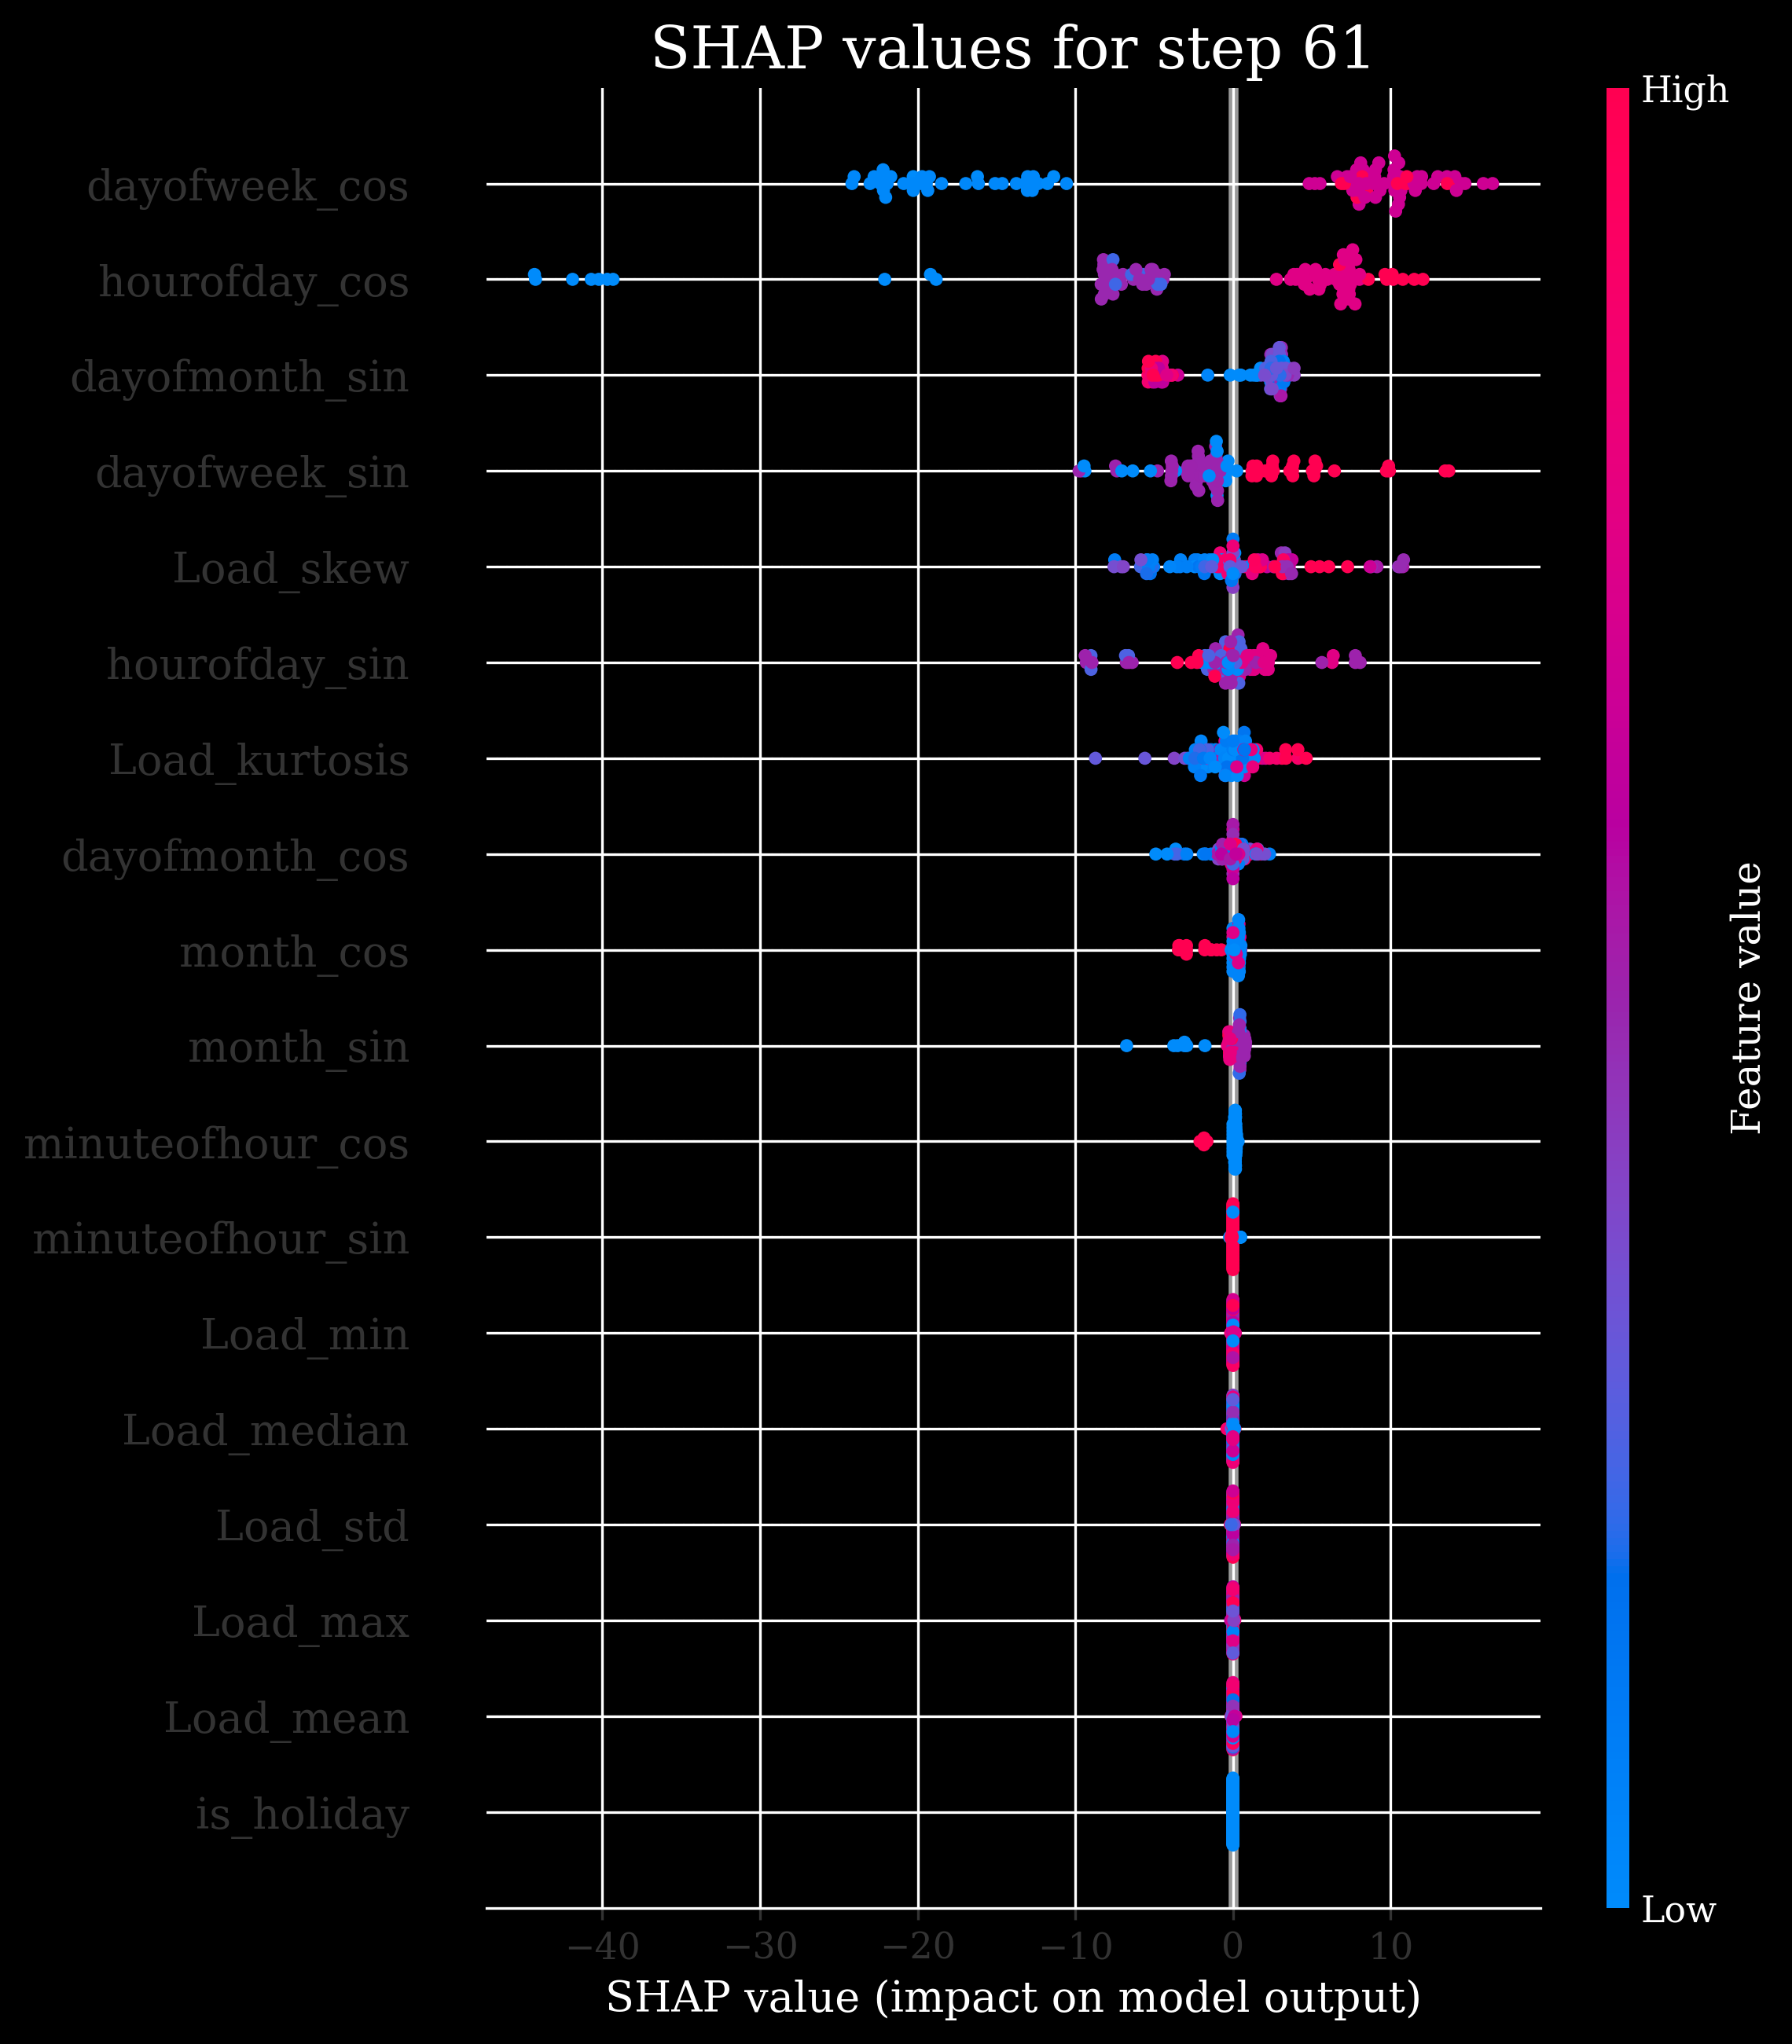 SHAP values for step 61
High
dayofweek_cos
hourofday_cos
dayofmonth_sin
dayofweek_sin
Load_skew
hourofday_sin
Load_kurtosis
dayofmonth_cos
month_cos
month_sin
minuteofhour_cos
minuteofhour_sin
Load_min
Load_median
Load_std
Load_max
Load_mean
is_holiday
Feature value
Low
−40 −30 −20 −10 0 10
SHAP value (impact on model output)